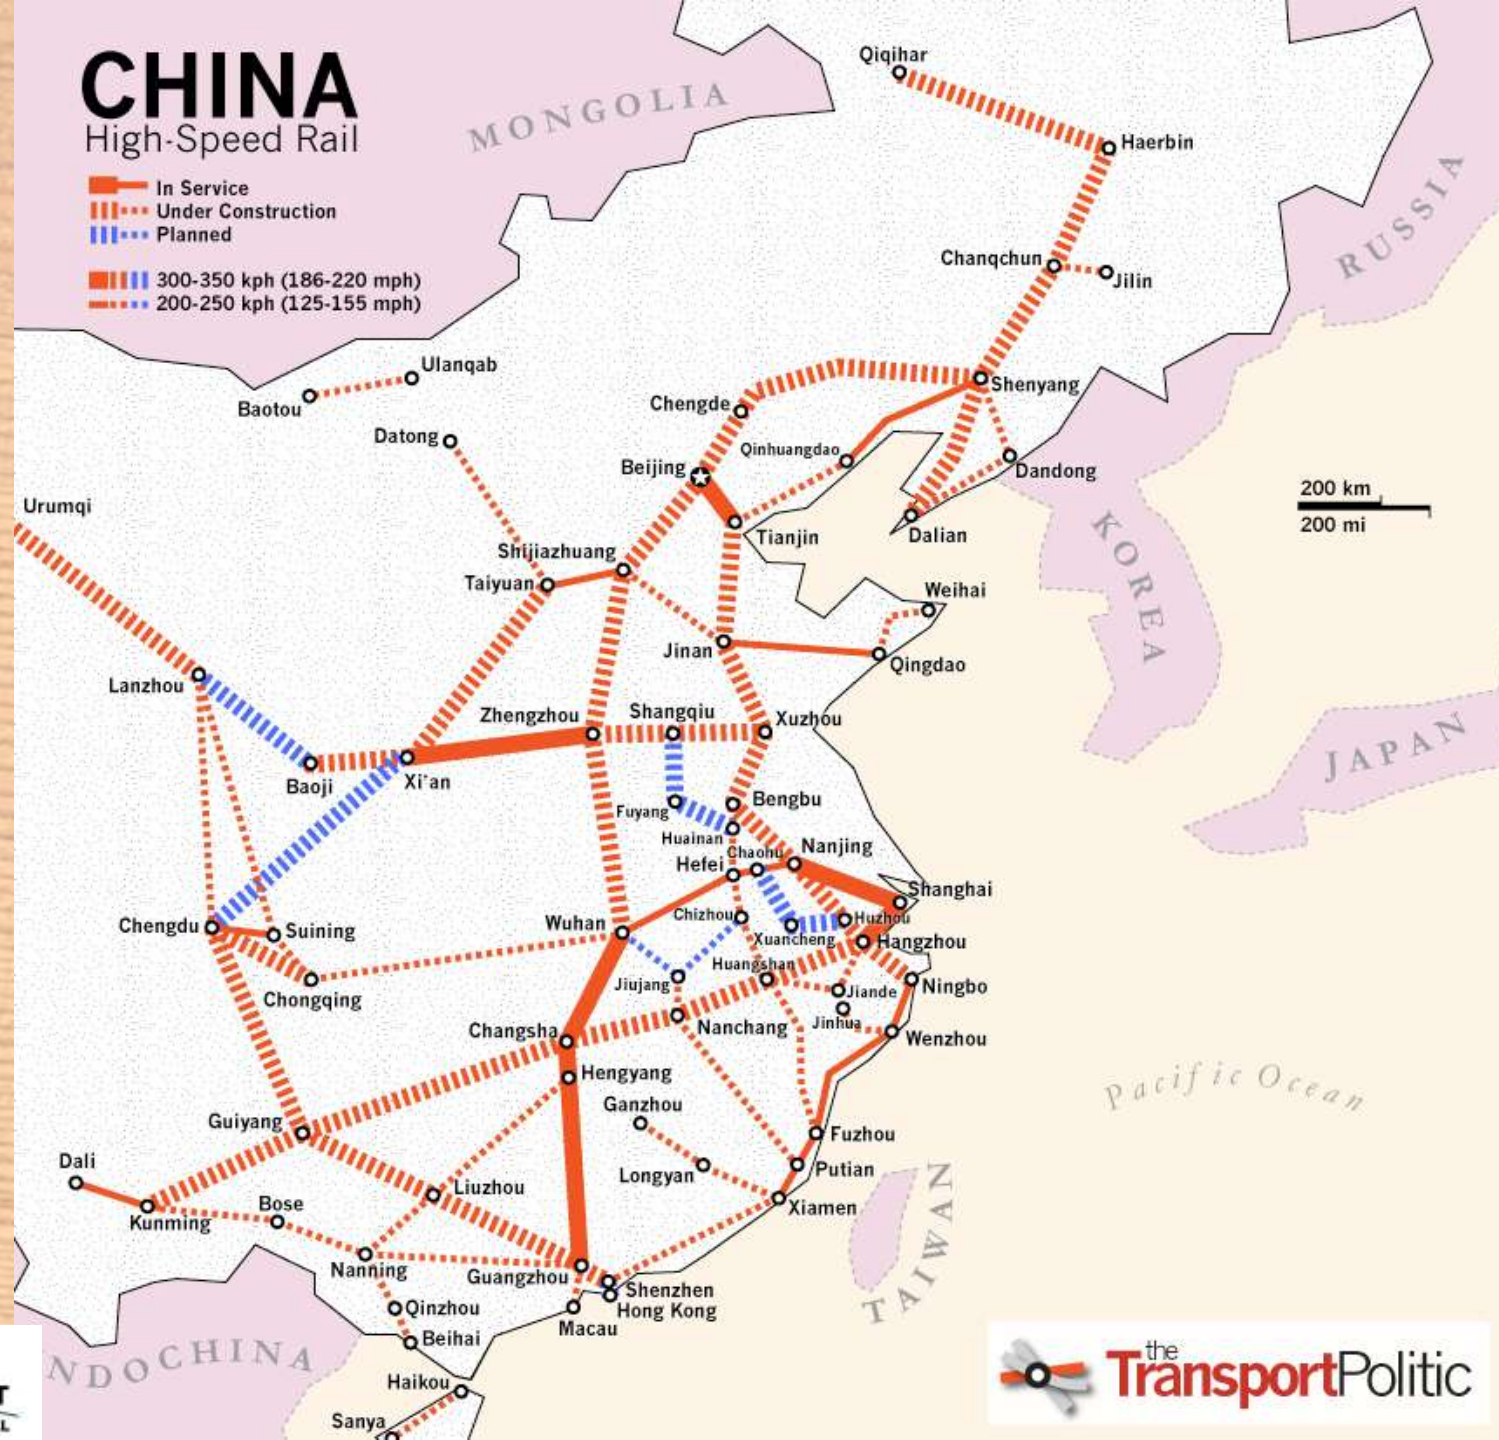 CHINA
High-Speed Rail
In Service
Under Construction
Planned
300-350 kph (186-220 mph)
200-250 kph (125-155 mph)
MONGOLIA
RUSSIA
KOREA
JAPAN
TAIWAN
NDOCHINA
Pacific Ocean
200 km
200 mi
Qiqihar
Haerbin
Chanqchun
Jilin
Ulanqab
Baotou
Shenyang
Chengde
Datong
Qinhuangdao
Beijing
Dandong
Urumqi
Tianjin
Dalian
Shijiazhuang
Taiyuan
Weihai
Jinan
Qingdao
Lanzhou
Zhengzhou
Shangqiu
Xuzhou
Baoji
Xi'an
Fuyang
Bengbu
Huainan
Chaohu
Nanjing
Hefei
Shanghai
Chengdu
Suining
Wuhan
Chizhou
Huzhou
Xuancheng
Hangzhou
Huangshan
Chongqing
Jiujang
Jiande
Ningbo
Changsha
Nanchang
Jinhua
Wenzhou
Hengyang
Ganzhou
Guiyang
Fuzhou
Dali
Longyan
Putian
Liuzhou
Bose
Kunming
Xiamen
Nanning
Guangzhou
Shenzhen
Hong Kong
Qinzhou
Macau
Beihai
Haikou
Sanya
the
TransportPolitic
T
L